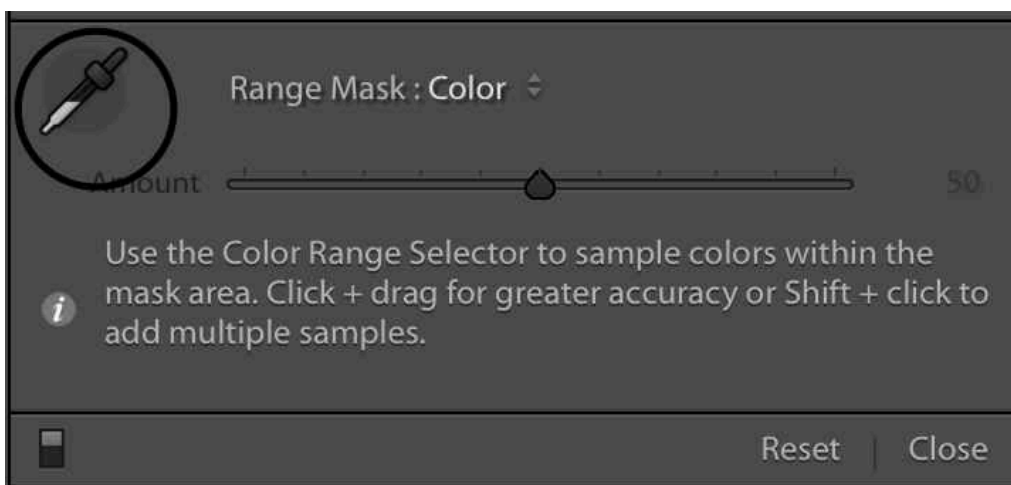 Range Mask : Color
Amount 50
Use the Color Range Selector to sample colors within the
mask area. Click + drag for greater accuracy or Shift + click to
add multiple samples.
Reset | Close